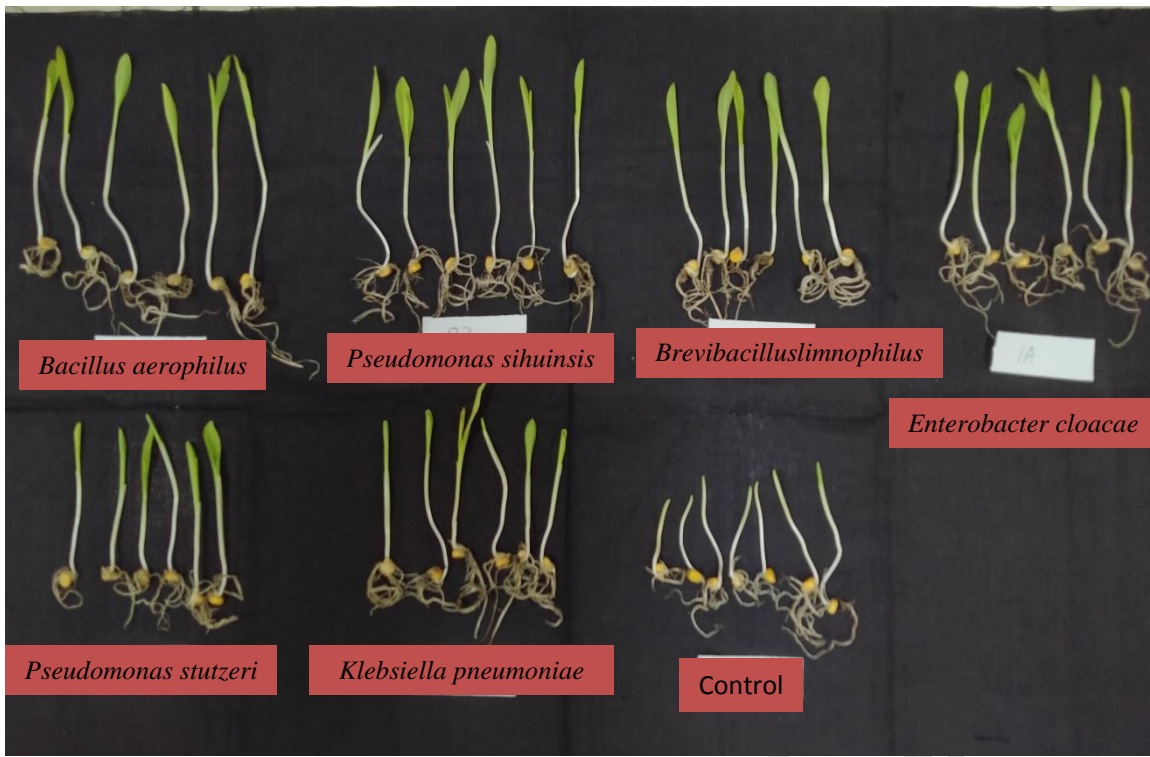 Bacillus aerophilus
Pseudomonas sihuinsis
Brevibacilluslimnophilus
1A
Enterobacter cloacae
Pseudomonas stutzeri
Klebsiella pneumoniae
Control